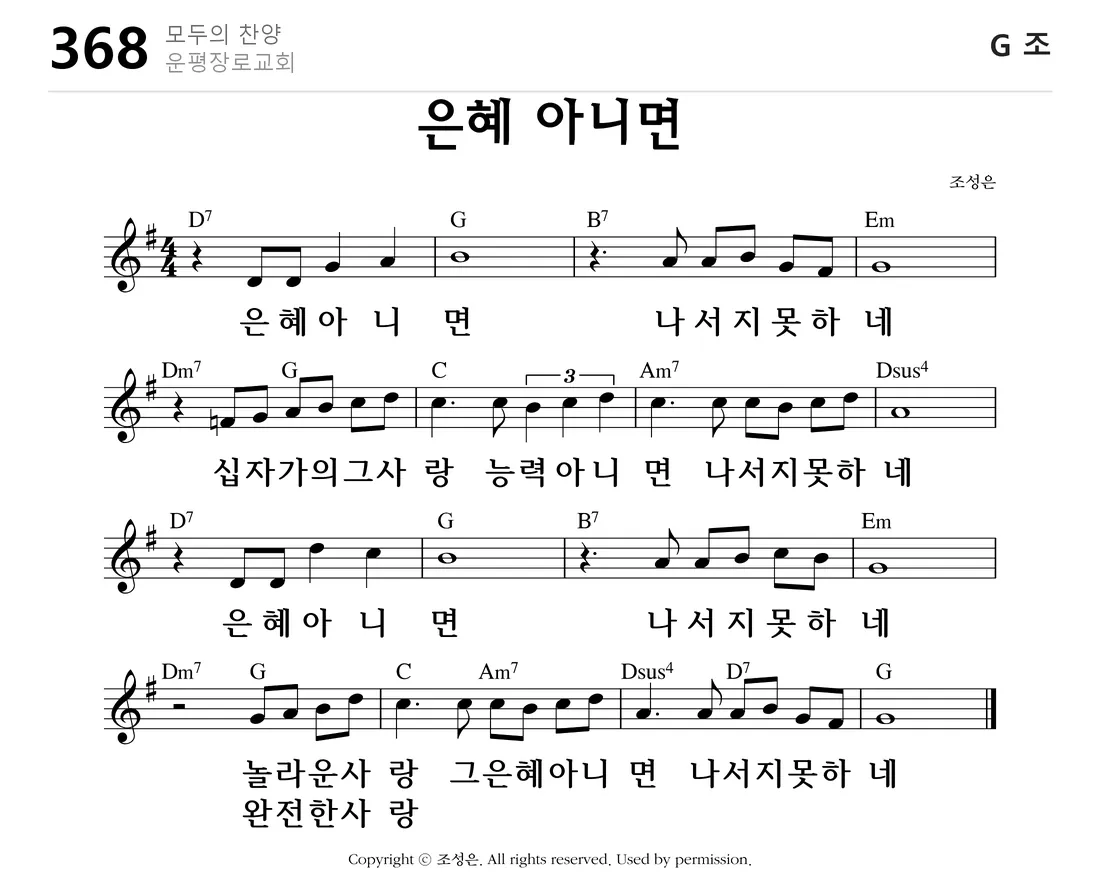 368 모두의 찬양
운평장로교회
G 조
은혜 아니면
조성은
D7 G B7 Em
4
4
은혜아 니 면 나서지못하 네
Dm7 G C 3 Am7 Dsus4
십자가의그사 랑 능력아니 면 나서지못하 네
D7 G B7 Em
은혜아 니 면 나서지못하 네
Dm7 G C Am7 Dsus4 D7 G
놀라운사 랑 그은혜아니 면 나서지못하 네
완전한사 랑
Copyright ⓒ 조성은. All rights reserved. Used by permission.